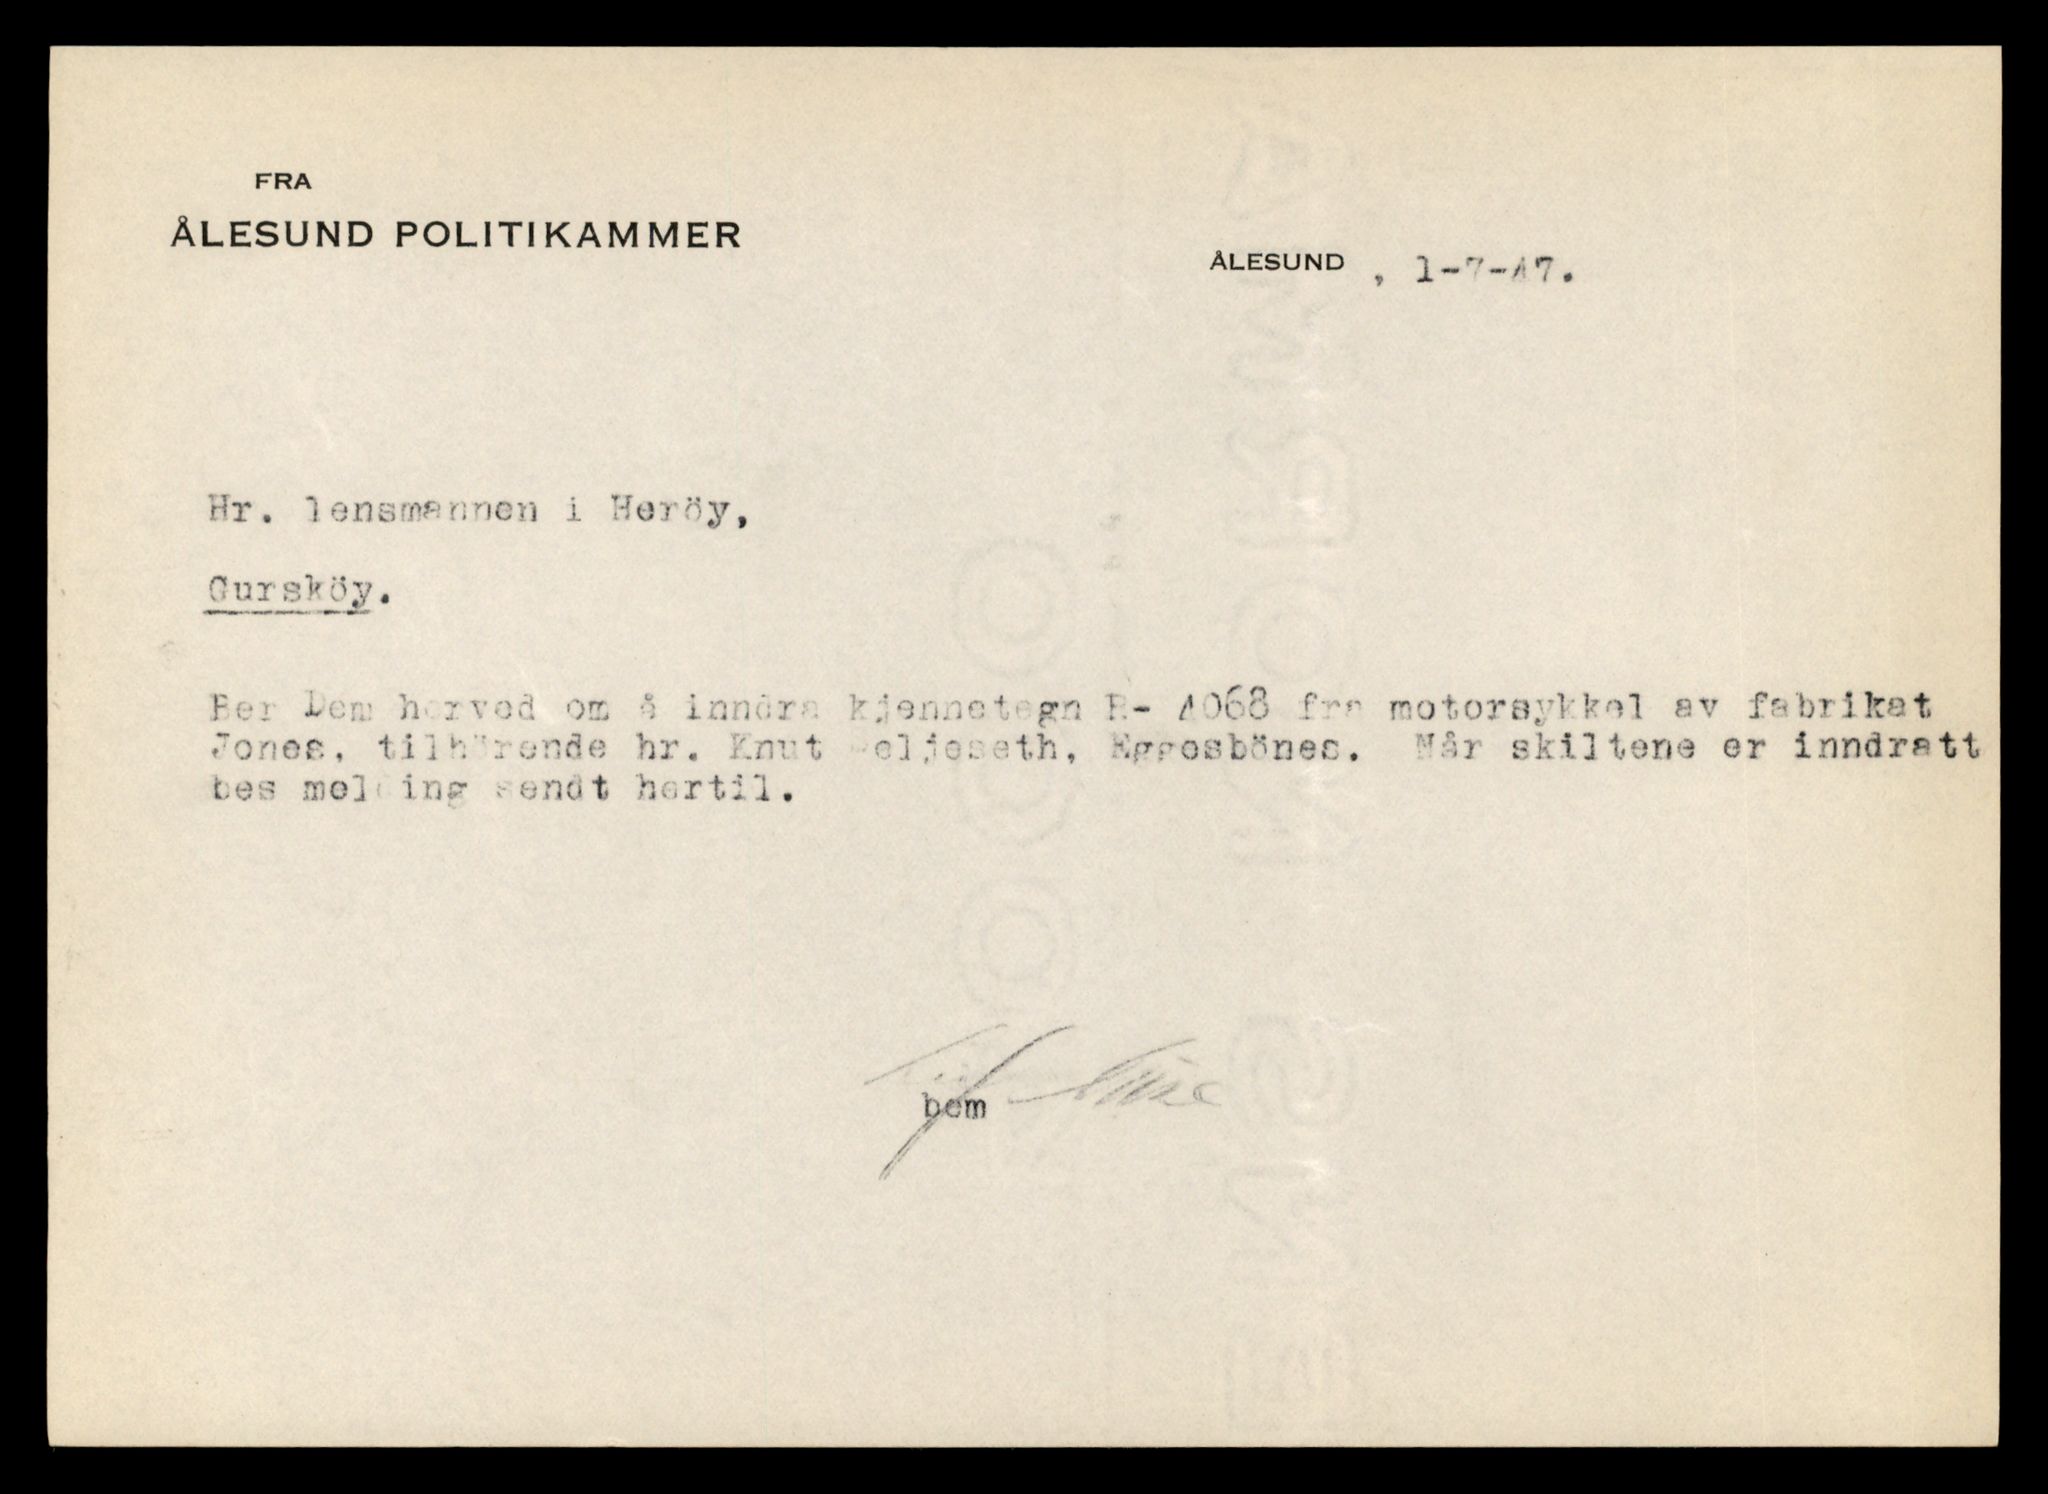 FRA
ÅLESUND POLITIKAMMER
ÅLESUND , 1-7-47.
Hr. lensmannen i Heröy,
Gursköy.
Ber Dem herved om å inndra kjennetegn R- 4068 fra motorsykkel av fabrikat
Jones, tilhörende hr. Knut eljeseth, Eggesbönes. Når skiltene er inndratt
bes melding sendt hertil.
bem